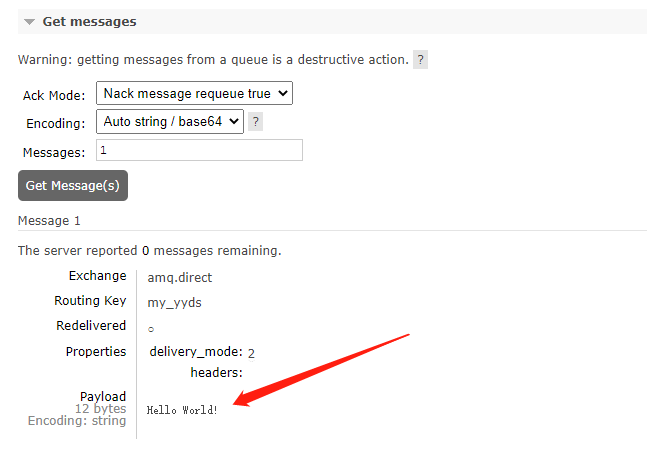 Get messages
Warning: getting messages from a queue is a destructive action. ?
Ack Mode: Nack message requeue true
Encoding: Auto string / base64 ?
Messages: 1
Get Message(s)
Message 1
The server reported 0 messages remaining.
Exchange amq.direct
Routing Key my_yyds
Redelivered ○
Properties delivery_mode: 2
headers:
Payload
12 bytes
Encoding: string
Hello World!